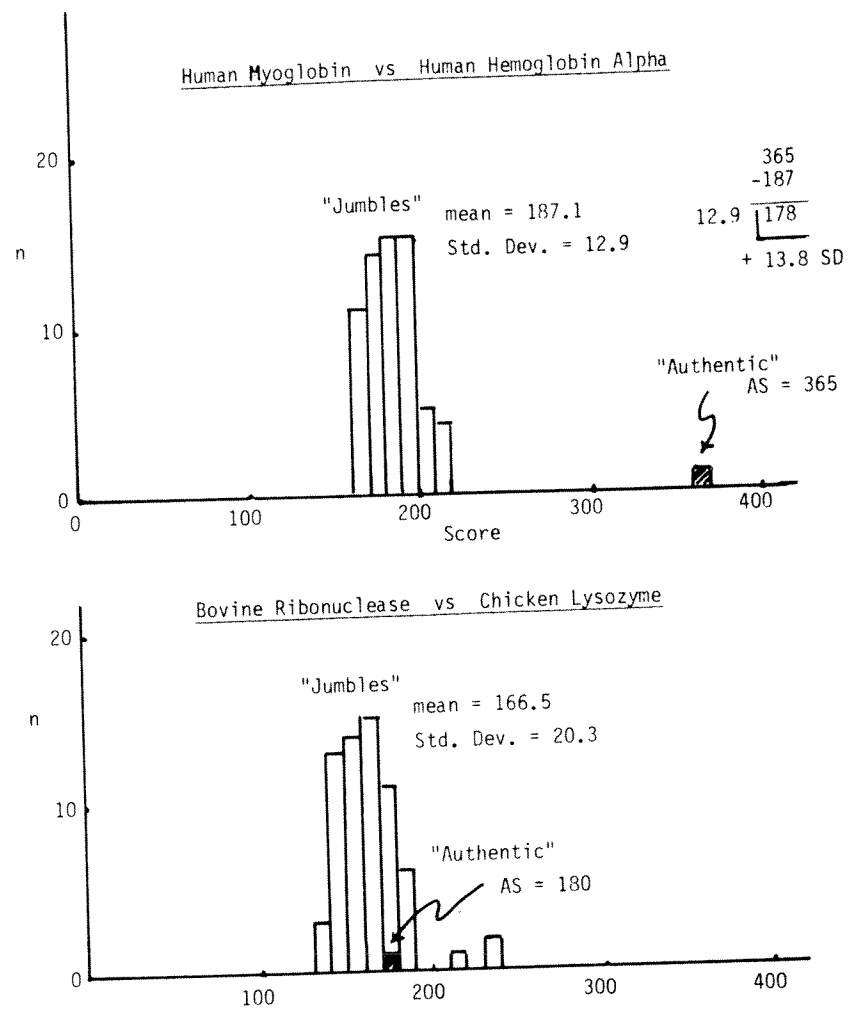 Human Myoglobin vs Human Hemoglobin Alpha
20
365
-187
"Jumbles"
mean = 187.1
12.9 178
n
Std. Dev. = 12.9
+ 13.8 SD
10
"Authentic"
AS = 365
0
0 100 200 300 400
Score
Bovine Ribonuclease vs Chicken Lysozyme
20
"Jumbles"
mean = 166.5
n
Std. Dev. = 20.3
10
"Authentic"
AS = 180
0
100 200 300 400